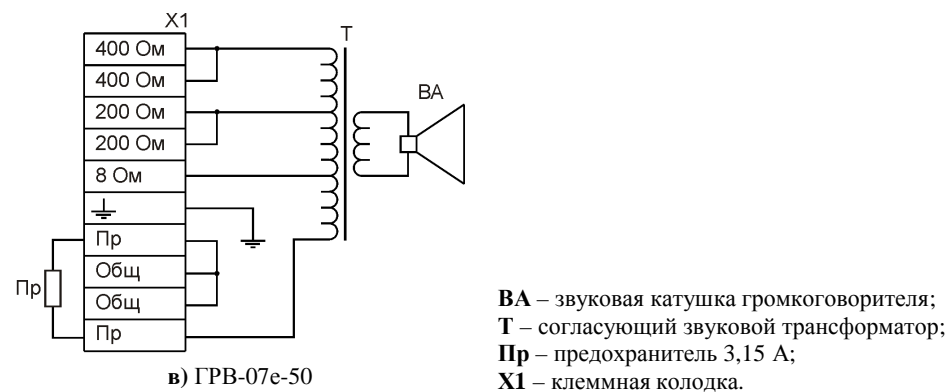 X1
400 Ом
400 Ом
200 Ом
200 Ом
8 Ом
Пр
Общ
Общ
Пр
Пр
T
BA
в) ГРВ-07е-50
ВА – звуковая катушка громкоговорителя;
Т – согласующий звуковой трансформатор;
Пр – предохранитель 3,15 А;
X1 – клеммная колодка.